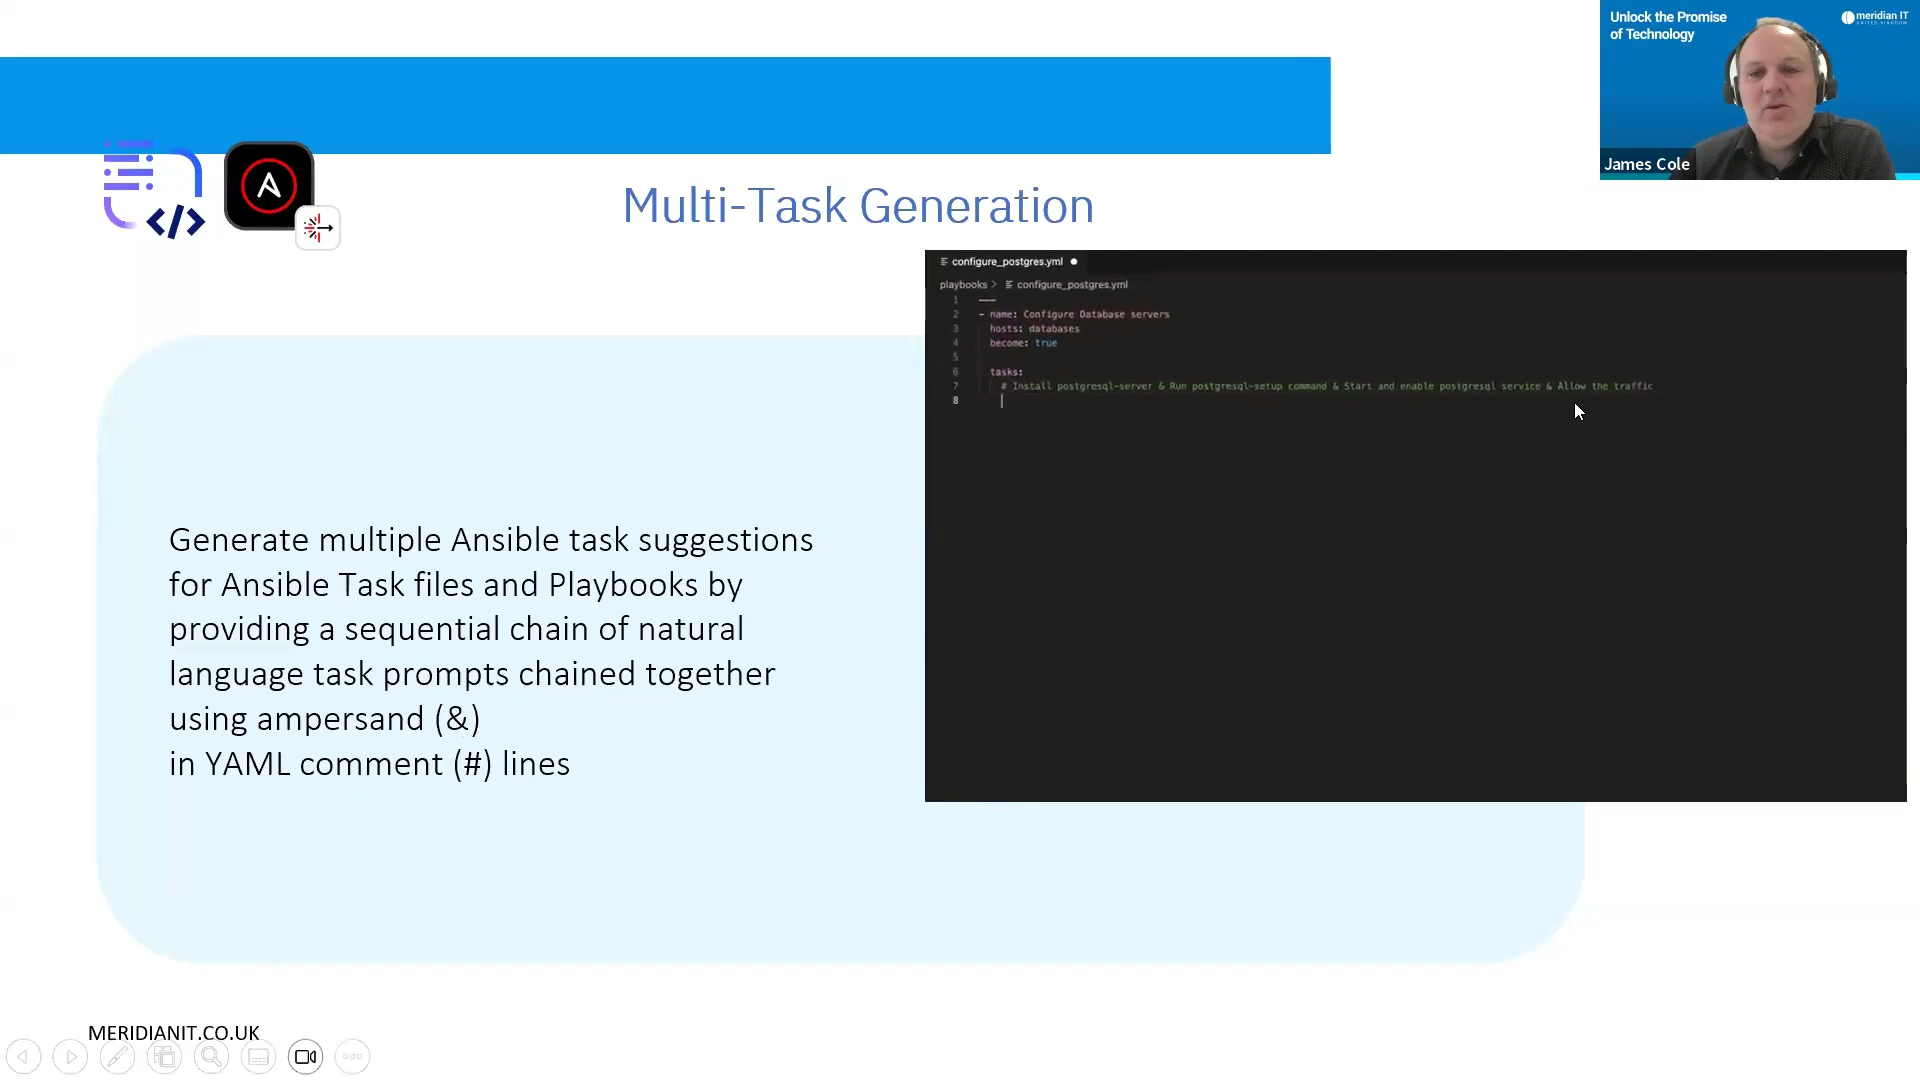 Unlock the Promise
of Technology
meridian IT
UNITED KINGDOM
James Cole
Multi-Task Generation
configure_postgres.yml
playbooks > configure_postgres.yml
1 ---
2 - name: Configure Database servers
3 hosts: databases
4 become: true
5
6 tasks:
7 # Install postgresql-server & Run postgresql-setup command & Start and enable postgresql service & Allow the traffic
8
Generate multiple Ansible task suggestions
for Ansible Task files and Playbooks by
providing a sequential chain of natural
language task prompts chained together
using ampersand (&)
in YAML comment (#) lines
MERIDIANIT.CO.UK